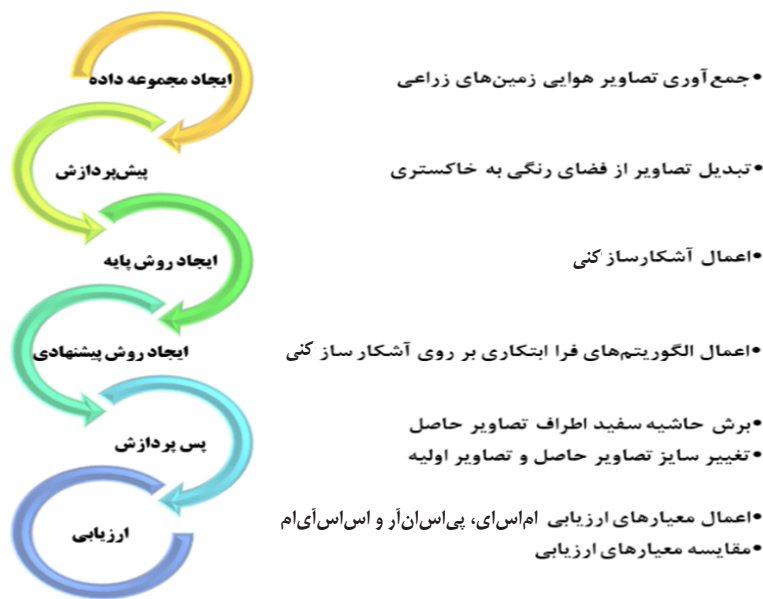 ایجاد مجموعه داده
•جمع‌آوری تصاویر هوایی زمین‌های زراعی
پیش‌پردازش
•تبدیل تصاویر از فضای رنگی به خاکستری
ایجاد روش پایه
•اعمال آشکارساز کنی
ایجاد روش پیشنهادی
•اعمال الگوریتم‌های فرا ابتکاری بر روی آشکار ساز کنی
پس پردازش
•برش حاشیه سفید اطراف تصاویر حاصل
•تغییر سایز تصاویر حاصل و تصاویر اولیه
ارزیابی
•اعمال معیارهای ارزیابی ام‌اس‌ای، پی‌اس‌ان‌آر و اس‌اس‌آی‌ام
•مقایسه معیارهای ارزیابی